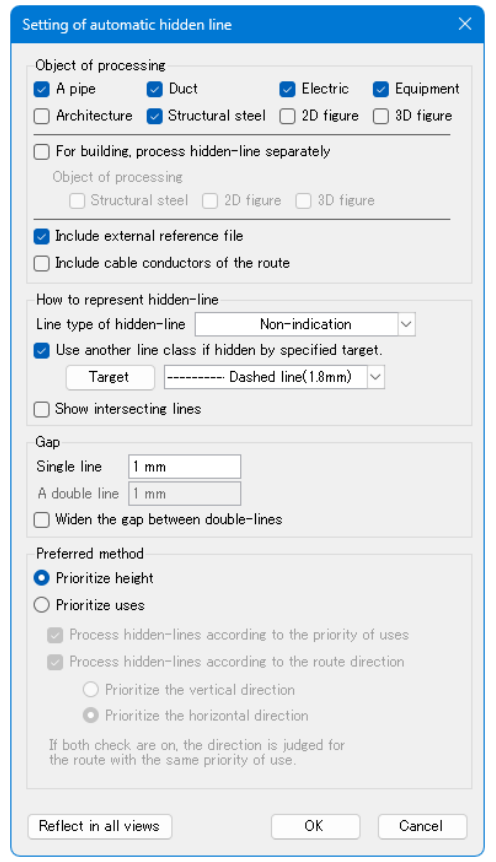 Setting of automatic hidden line
Object of processing
A pipe Duct Electric Equipment
Architecture Structural steel 2D figure 3D figure
For building, process hidden-line separately
Object of processing
Structural steel 2D figure 3D figure
Include external reference file
Include cable conductors of the route
How to represent hidden-line
Line type of hidden-line Non-indication
Use another line class if hidden by specified target.
Target --------- Dashed line(1.8mm)
Show intersecting lines
Gap
Single line 1 mm
A double line 1 mm
Widen the gap between double-lines
Preferred method
Prioritize height
Prioritize uses
Process hidden-lines according to the priority of uses
Process hidden-lines according to the route direction
Prioritize the vertical direction
Prioritize the horizontal direction
If both check are on, the direction is judged for
the route with the same priority of use.
Reflect in all views OK Cancel